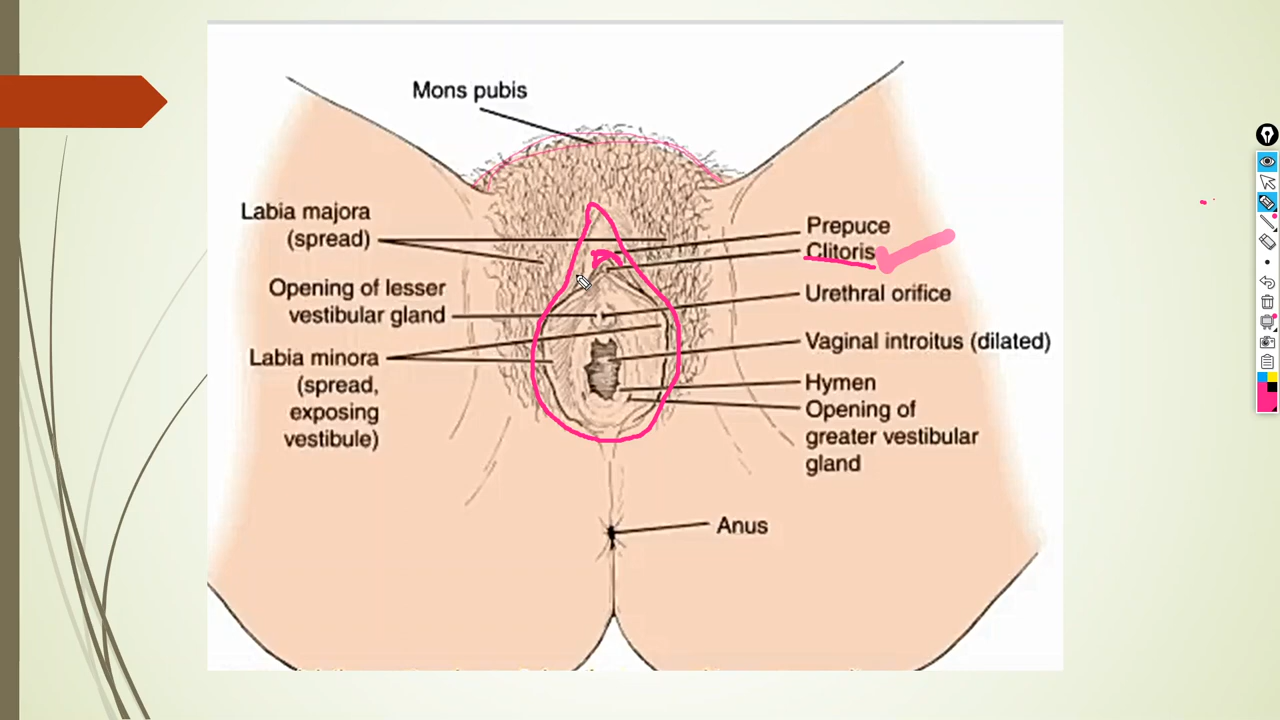 Mons pubis
Labia majora
(spread)
Opening of lesser
vestibular gland
Labia minora
(spread,
exposing
vestibule)
Prepuce
Clitoris
Urethral orifice
Vaginal introitus (dilated)
Hymen
Opening of
greater vestibular
gland
Anus